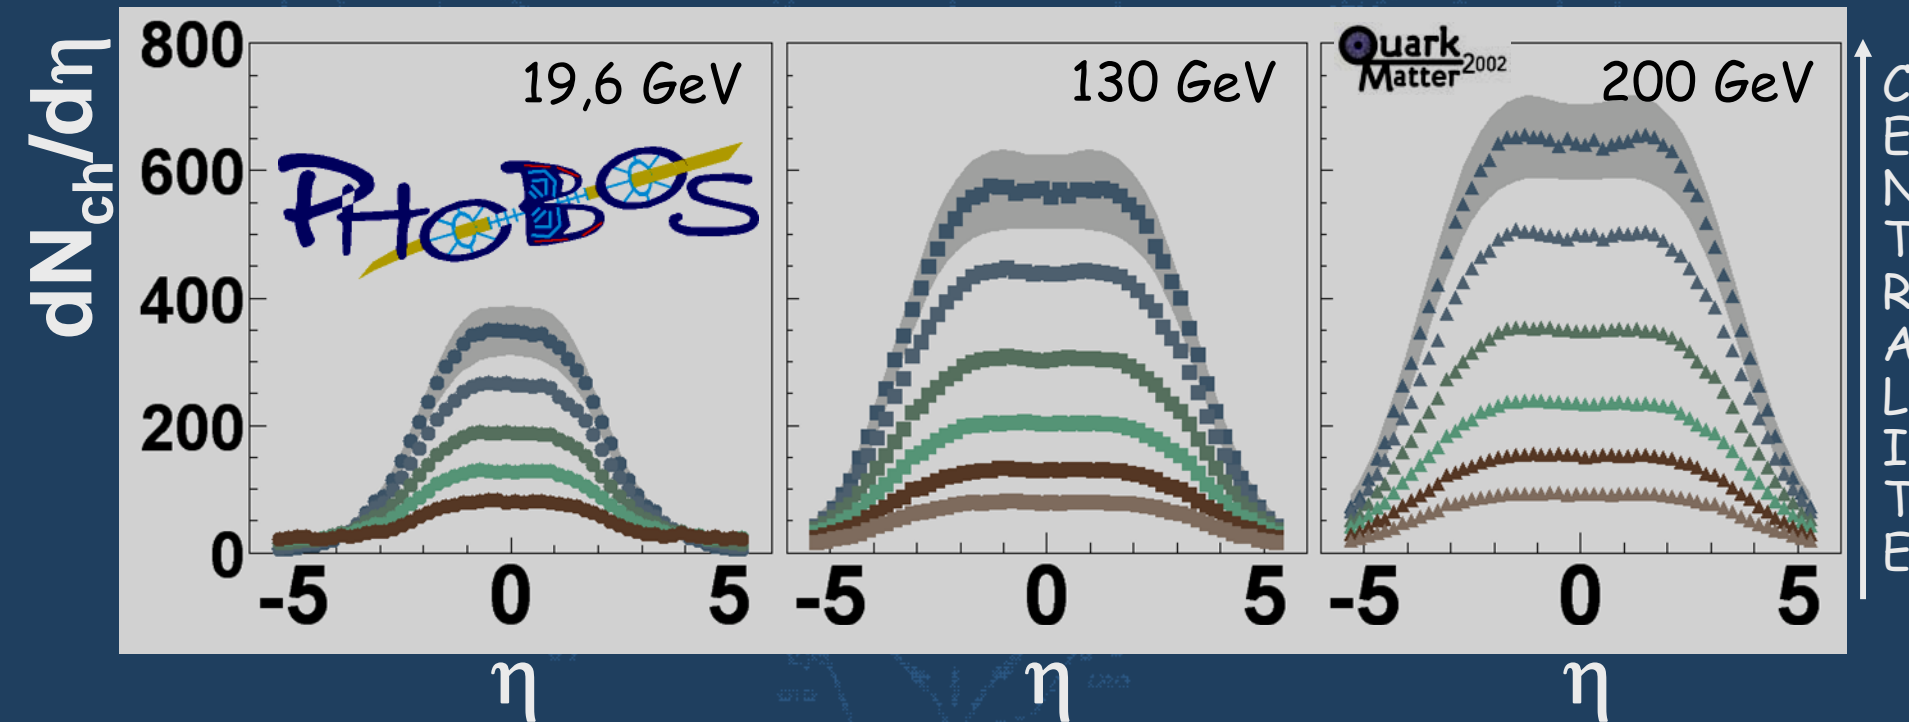 dN_ch/dη
800
600
400
200
0
19,6 GeV
PHOBOS
-5 0 5
η
130 GeV
-5 0 5
η
Quark
Matter 2002
200 GeV
-5 0 5
η
CENTRALITE